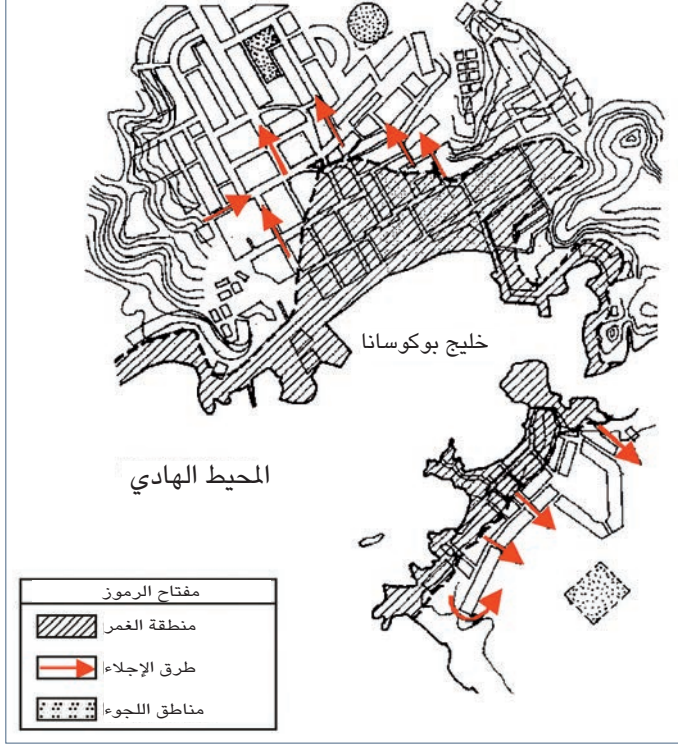 خليج بوكوسانا
المحيط الهادي
مفتاح الرموز
منطقة الغمر
طرق الإجلاء
مناطق اللجوء